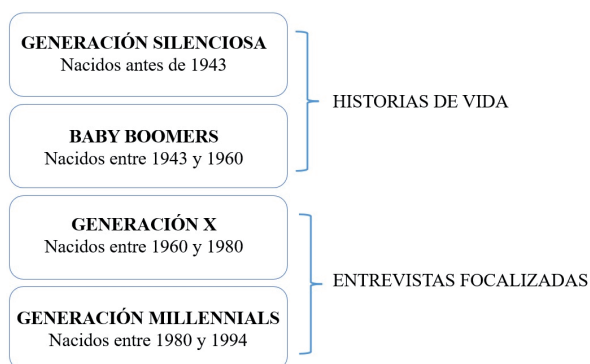 GENERACIÓN SILENCIOSA
Nacidos antes de 1943
HISTORIAS DE VIDA
BABY BOOMERS
Nacidos entre 1943 y 1960
GENERACIÓN X
Nacidos entre 1960 y 1980
ENTREVISTAS FOCALIZADAS
GENERACIÓN MILLENNIALS
Nacidos entre 1980 y 1994